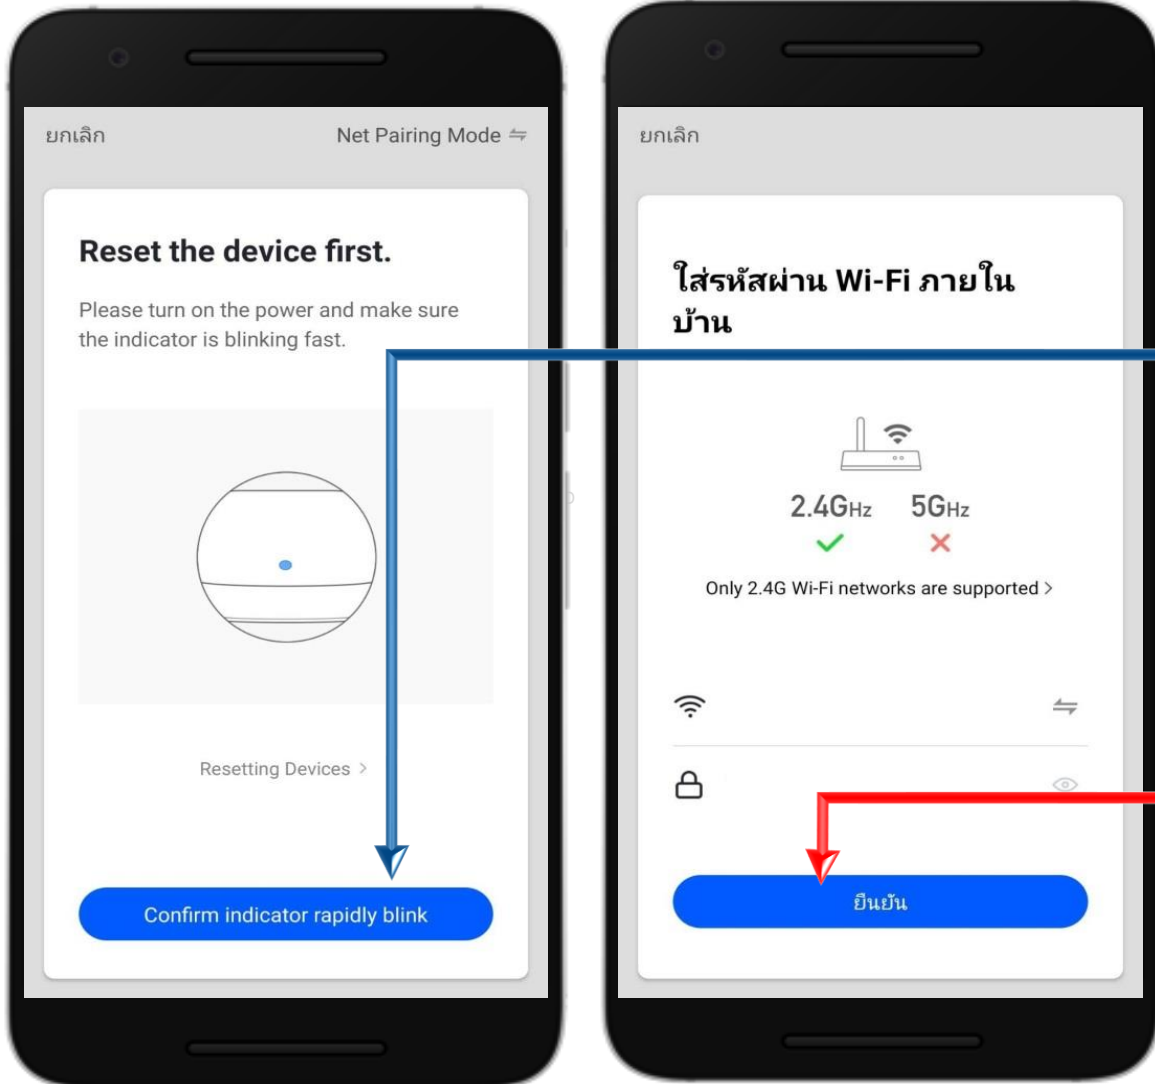 ยกเลิก
Net Pairing Mode
Reset the device first.
Please turn on the power and make sure
the indicator is blinking fast.
Resetting Devices >
Confirm indicator rapidly blink
ยกเลิก
ใส่รหัสผ่าน Wi-Fi ภายใน
บ้าน
2.4GHz 5GHz
Only 2.4G Wi-Fi networks are supported >
ยืนยัน